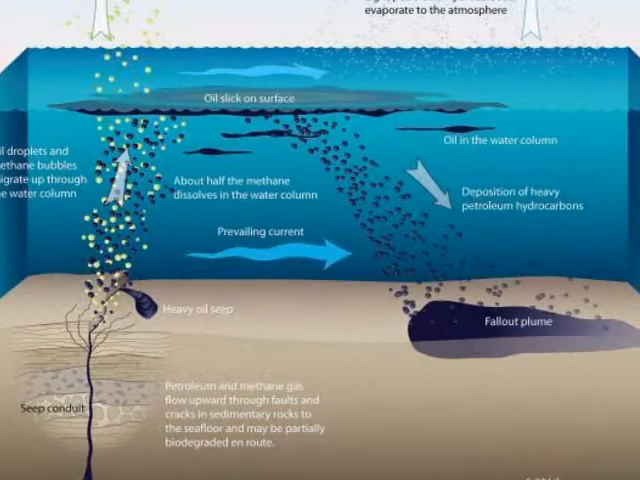 evaporate to the atmosphere
Oil slick on surface
Oil in the water column
droplets and
bubbles
up through
water column
About half the methane
dissolves in the water column
Deposition of heavy
petroleum hydrocarbons
Prevailing current
Heavy oil seep
Fallout plume
Seep conduit
Petroleum and methane gas
flow upward through faults and
cracks in sedimentary rocks to
the seafloor and may be partially
biodegraded en route.